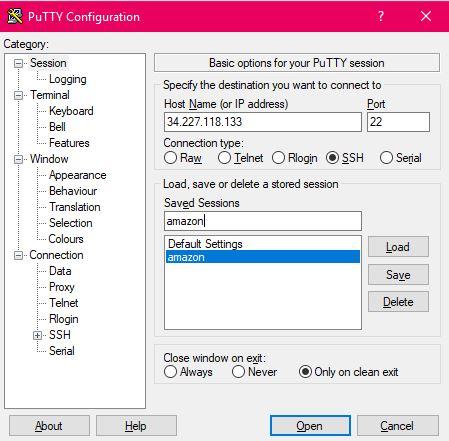 PuTTY Configuration
?
Category:
Session
Logging
Terminal
Keyboard
Bell
Features
Window
Appearance
Behaviour
Translation
Selection
Colours
Connection
Data
Proxy
Telnet
Rlogin
SSH
Serial
Basic options for your PuTTY session
Specify the destination you want to connect to
Host Name (or IP address) Port
34.227.118.133 22
Connection type:
Raw Telnet Rlogin SSH Serial
Load, save or delete a stored session
Saved Sessions
amazon
Default Settings
amazon
Load
Save
Delete
Close window on exit:
Always Never Only on clean exit
About Help Open Cancel